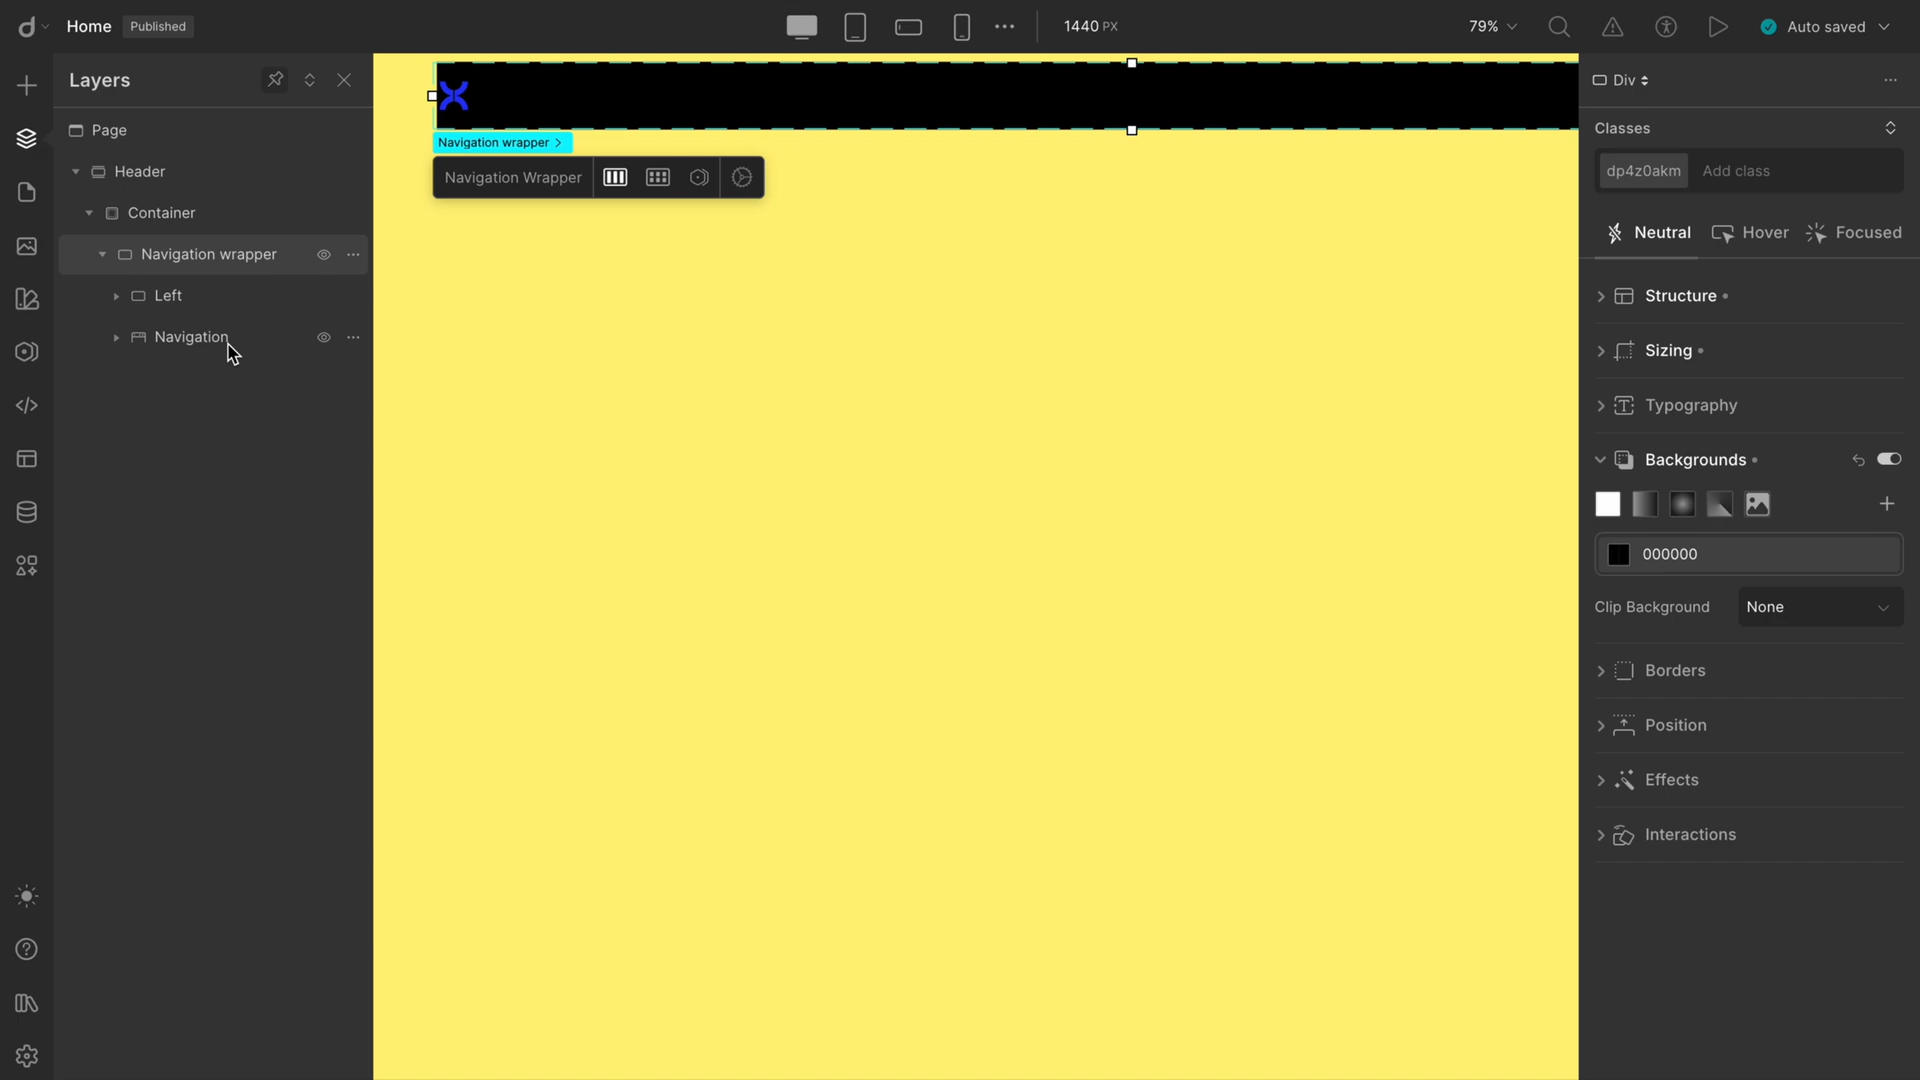 Home Published
1440 PX
79%
Auto saved
Layers
Page
Header
Container
Navigation wrapper
Left
Navigation
Navigation wrapper >
Navigation Wrapper
Div
Classes
dp4z0akm Add class
Neutral Hover Focused
Structure
Sizing
Typography
Backgrounds
000000
Clip Background None
Borders
Position
Effects
Interactions